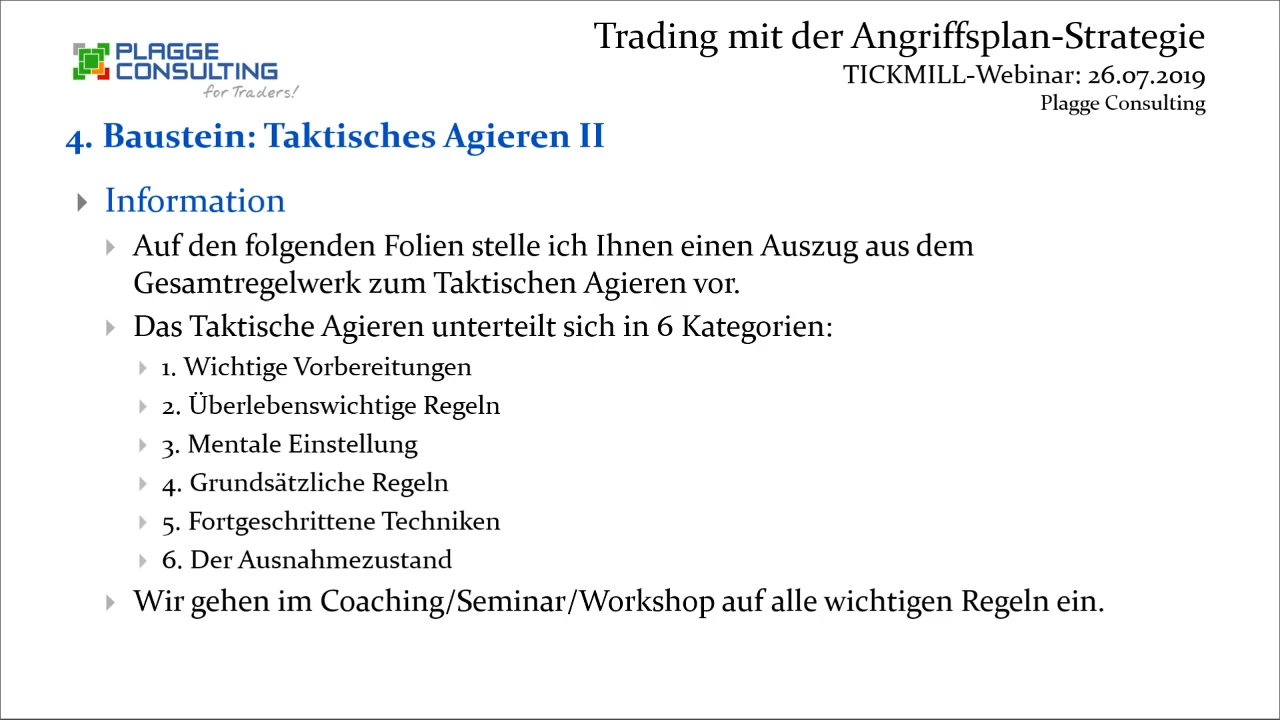 PLAGGE
CONSULTING
for Traders!
Trading mit der Angriffsplan-Strategie
TICKMILL-Webinar: 26.07.2019
Plagge Consulting
4. Baustein: Taktisches Agieren II
Information
Auf den folgenden Folien stelle ich Ihnen einen Auszug aus dem
Gesamtregelwerk zum Taktischen Agieren vor.
Das Taktische Agieren unterteilt sich in 6 Kategorien:
1. Wichtige Vorbereitungen
2. Überlebenswichtige Regeln
3. Mentale Einstellung
4. Grundsätzliche Regeln
5. Fortgeschrittene Techniken
6. Der Ausnahmezustand
Wir gehen im Coaching/Seminar/Workshop auf alle wichtigen Regeln ein.